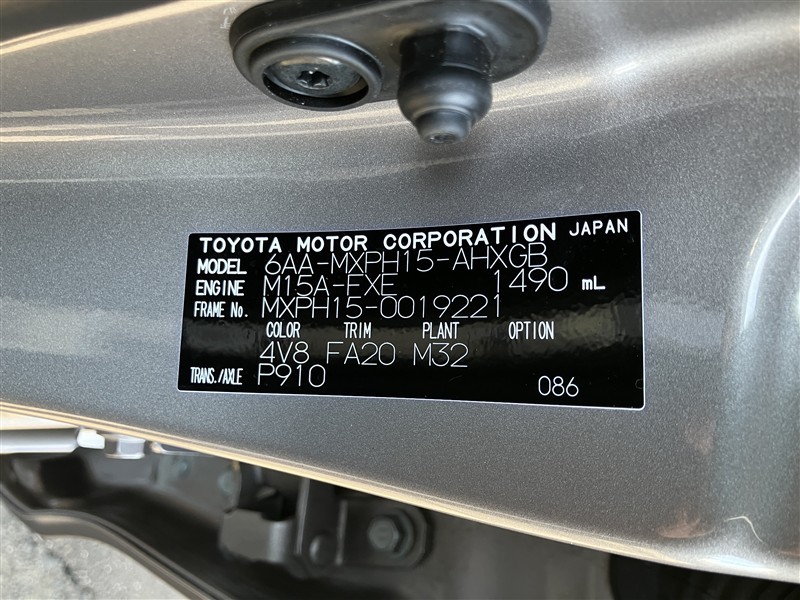 TOYOTA MOTOR CORPORATION JAPAN
MODEL 6AA-MXPH15-AHXGB
ENGINE M15A-FXE 1490 mL
FRAME No. MXPH15-0019221
COLOR TRIM PLANT OPTION
4V8 FA20 M32
TRANS./AXLE P910 086